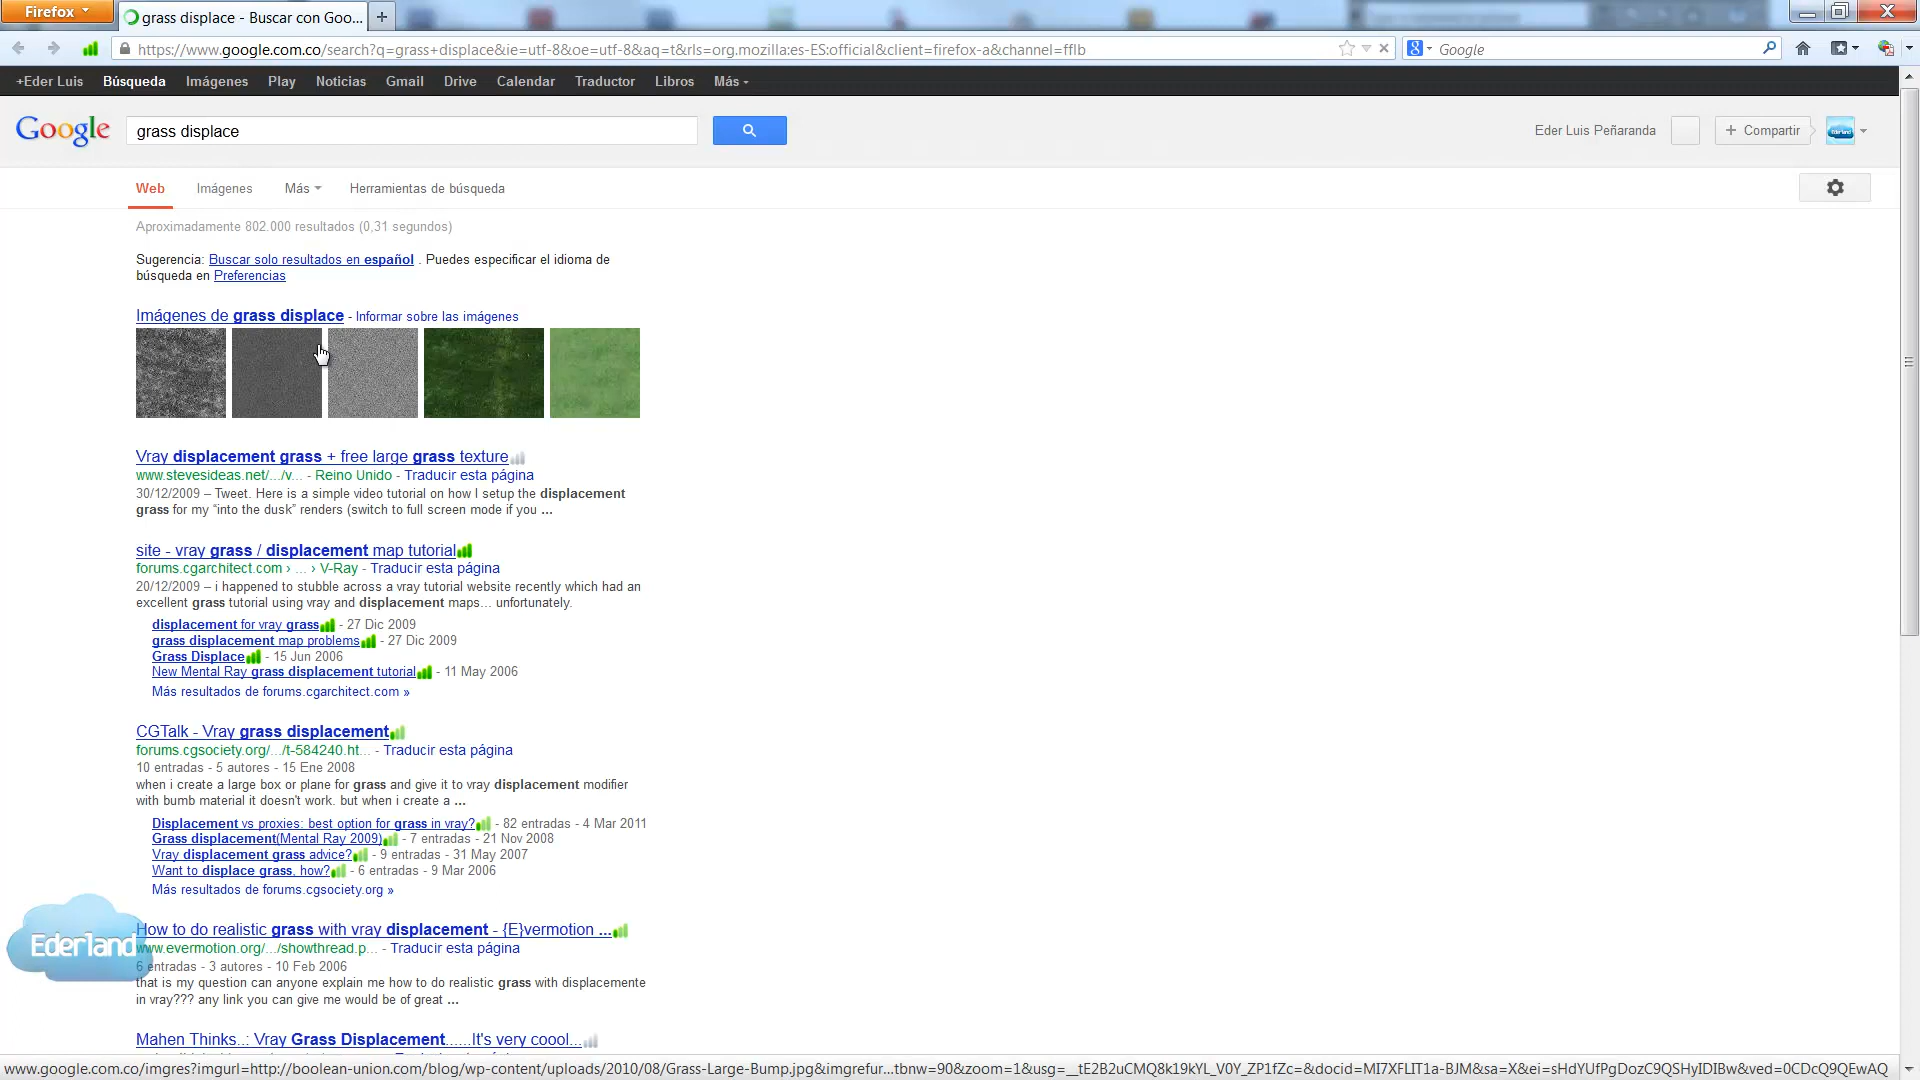 Firefox
grass displace - Buscar con Goo...
https://www.google.com.co/search?q=grass+displace&ie=utf-8&oe=utf-8&aq=t&rls=org.mozilla:es-ES:official&client=firefox-a&channel=fflb
Google
+Eder Luis Búsqueda Imágenes Play Noticias Gmail Drive Calendar Traductor Libros Más
Google
grass displace
Eder Luis Peñaranda
+ Compartir
Web Imágenes Más Herramientas de búsqueda
Aproximadamente 802.000 resultados (0,31 segundos)
Sugerencia: Buscar solo resultados en español . Puedes especificar el idioma de
búsqueda en Preferencias
Imágenes de grass displace - Informar sobre las imágenes
Vray displacement grass + free large grass texture
www.stevesideas.net/.../v... - Reino Unido - Traducir esta página
30/12/2009 – Tweet. Here is a simple video tutorial on how I setup the displacement
grass for my “into the dusk” renders (switch to full screen mode if you ...
site - vray grass / displacement map tutorial
forums.cgarchitect.com › ... › V-Ray - Traducir esta página
20/12/2009 – i happened to stubble across a vray tutorial website recently which had an
excellent grass tutorial using vray and displacement maps... unfortunately.
displacement for vray grass - 27 Dic 2009
grass displacement map problems - 27 Dic 2009
Grass Displace - 15 Jun 2006
New Mental Ray grass displacement tutorial - 11 May 2006
Más resultados de forums.cgarchitect.com »
CGTalk - Vray grass displacement
forums.cgsociety.org/.../t-584240.ht... - Traducir esta página
10 entradas - 5 autores - 15 Ene 2008
when i create a large box or plane for grass and give it to vray displacement modifier
with bumb material it doesn't work. but when i create a ...
Displacement vs proxies: best option for grass in vray? - 82 entradas - 4 Mar 2011
Grass displacement(Mental Ray 2009) - 7 entradas - 21 Nov 2008
Vray displacement grass advice? - 9 entradas - 31 May 2007
Want to displace grass, how? - 6 entradas - 9 Mar 2006
Más resultados de forums.cgsociety.org »
How to do realistic grass with vray displacement - {E}vermotion ...
Ederland
www.evermotion.org/.../showthread.p... - Traducir esta página
6 entradas - 3 autores - 10 Feb 2006
that is my question can anyone explain me how to do realistic grass with displacemente
in vray??? any link you can give me would be of great ...
Mahen Thinks..: Vray Grass Displacement......It's very coool...
www.google.com.co/imgres?imgurl=http://boolean-union.com/blog/wp-content/uploads/2010/08/Grass-Large-Bump.jpg&imgrefur...tbnw=90&zoom=1&usg=__tE2B2uCMQ8k19kYL_V0Y_ZP1fZc=&docid=MI7XFLIT1a-BJM&sa=X&ei=sHdYUfPgDozC9QSHyIDIBw&ved=0CDcQ9QEwAQ